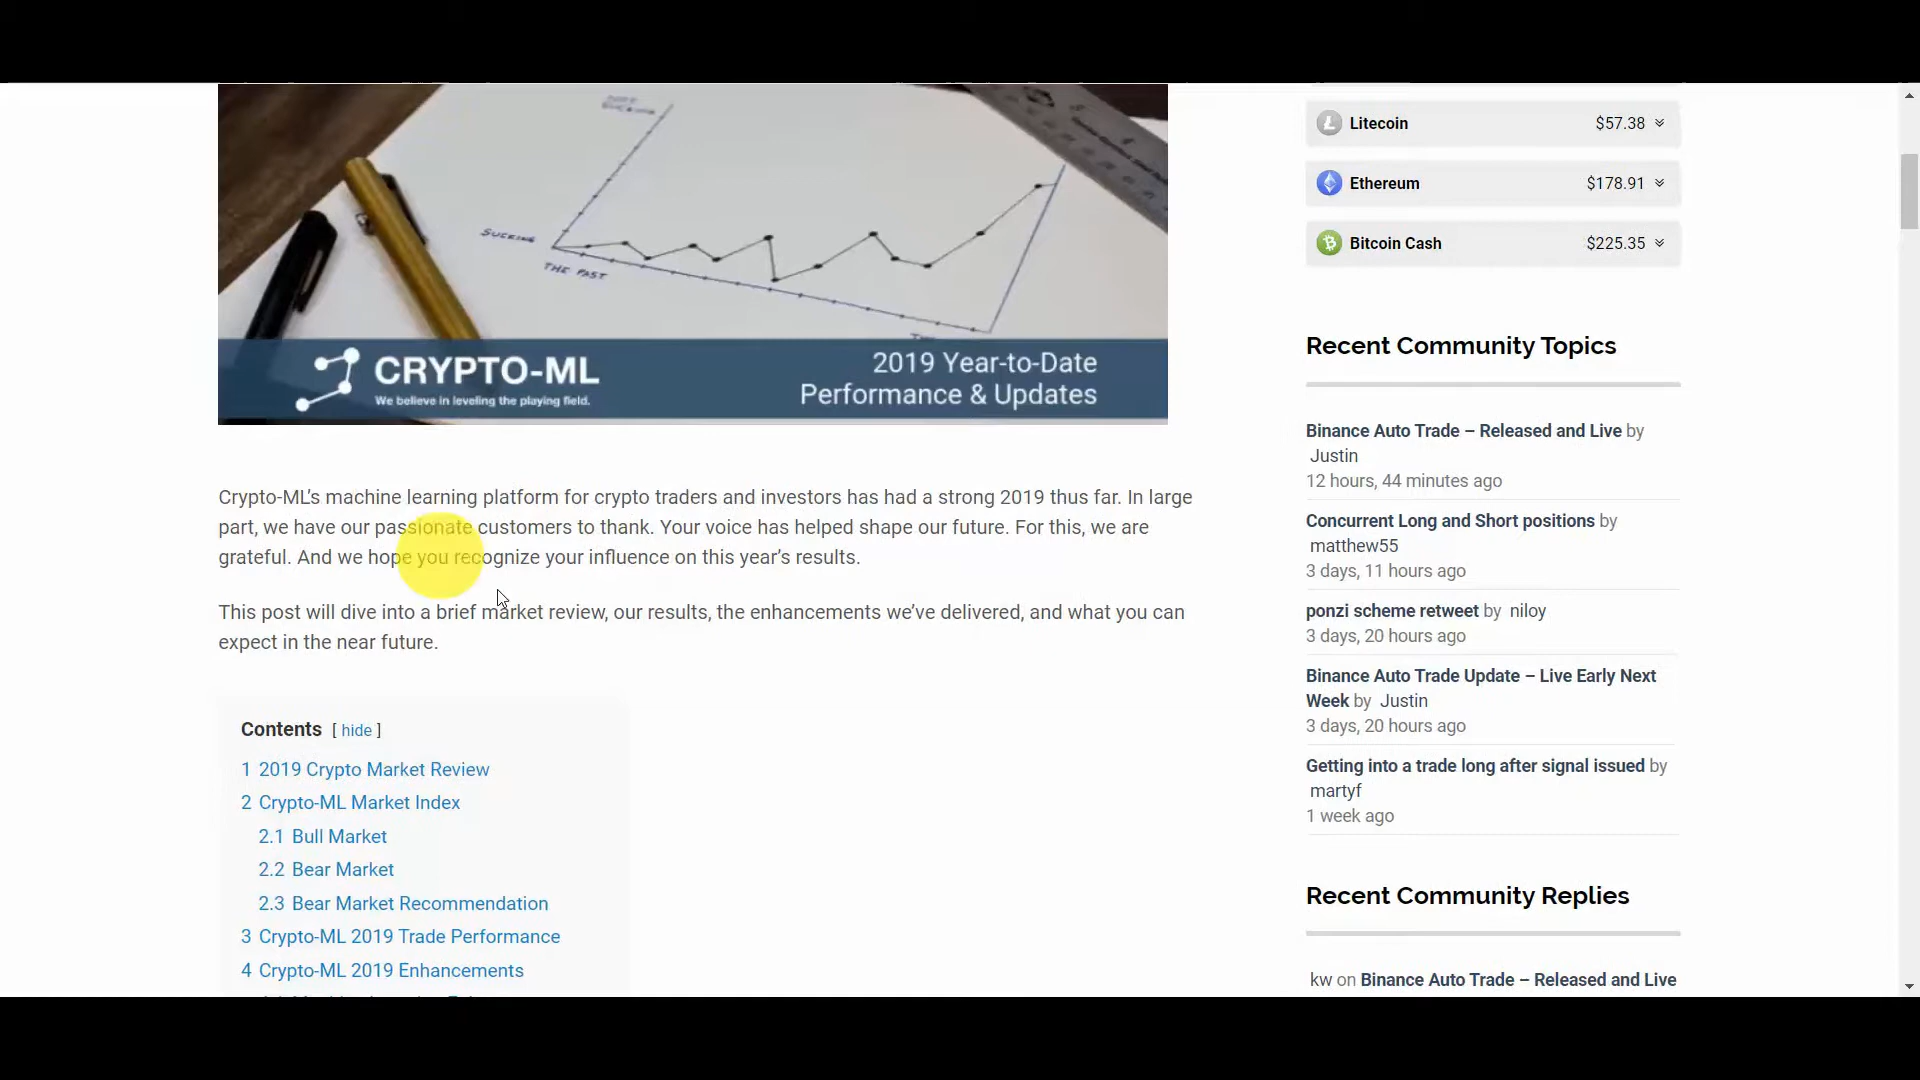 NOT
SUCKING
SUCKING
THE PAST
CRYPTO-ML
We believe in leveling the playing field.
2019 Year-to-Date
Performance & Updates
Crypto-ML's machine learning platform for crypto traders and investors has had a strong 2019 thus far. In large
part, we have our passionate customers to thank. Your voice has helped shape our future. For this, we are
grateful. And we hope you recognize your influence on this year's results.
This post will dive into a brief market review, our results, the enhancements we've delivered, and what you can
expect in the near future.
Contents [ hide ]
1 2019 Crypto Market Review
2 Crypto-ML Market Index
2.1 Bull Market
2.2 Bear Market
2.3 Bear Market Recommendation
3 Crypto-ML 2019 Trade Performance
4 Crypto-ML 2019 Enhancements
Litecoin $57.38
Ethereum $178.91
Bitcoin Cash $225.35
Recent Community Topics
Binance Auto Trade – Released and Live by
Justin
12 hours, 44 minutes ago
Concurrent Long and Short positions by
matthew55
3 days, 11 hours ago
ponzi scheme retweet by niloy
3 days, 20 hours ago
Binance Auto Trade Update – Live Early Next
Week by Justin
3 days, 20 hours ago
Getting into a trade long after signal issued by
martyf
1 week ago
Recent Community Replies
kw on Binance Auto Trade – Released and Live